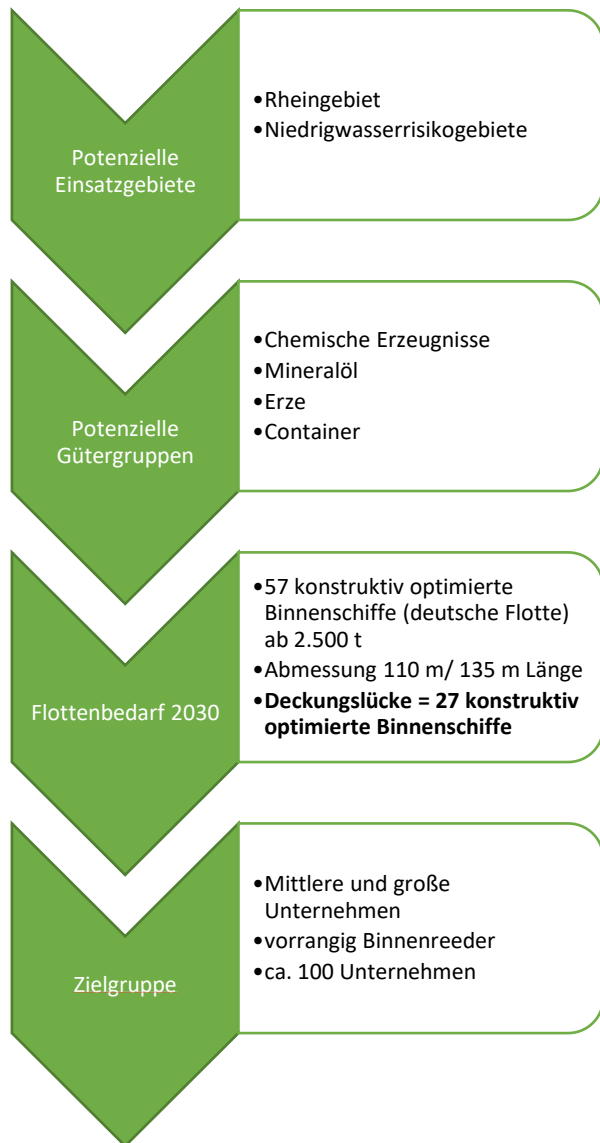 Potenzielle
Einsatzgebiete
•Rheingebiet
•Niedrigwasserrisikogebiete
Potenzielle
Gütergruppen
•Chemische Erzeugnisse
•Mineralöl
•Erze
•Container
Flottenbedarf 2030
•57 konstruktiv optimierte
Binnenschiffe (deutsche Flotte)
ab 2.500 t
•Abmessung 110 m/ 135 m Länge
•Deckungslücke = 27 konstruktiv
optimierte Binnenschiffe
Zielgruppe
•Mittlere und große
Unternehmen
•vorrangig Binnenreeder
•ca. 100 Unternehmen